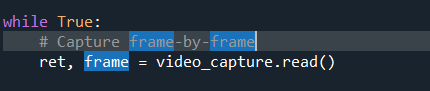 while True:
    # Capture frame-by-frame
    ret, frame = video_capture.read()